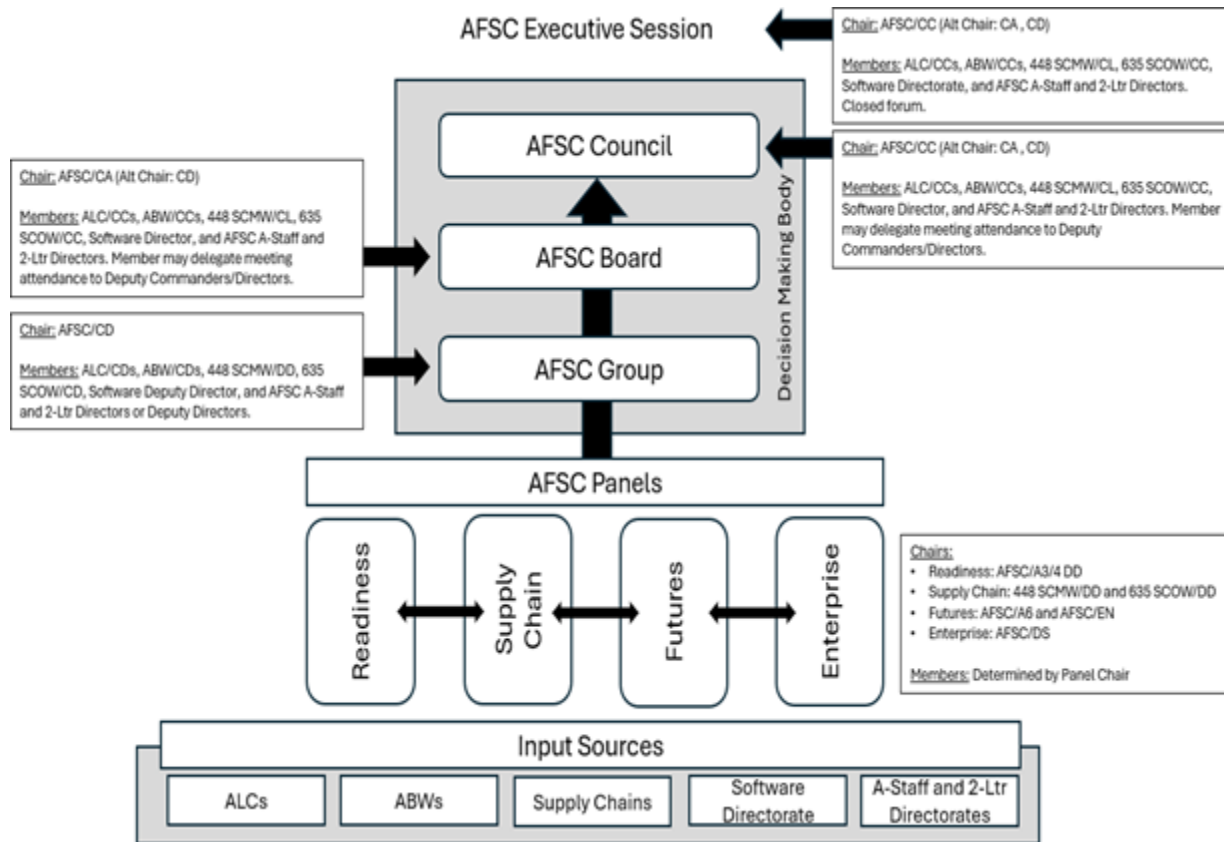 AFSC Executive Session
Chair: AFSC/CC (Alt Chair: CA , CD)
Members: ALC/CCs, ABW/CCs, 448 SCMW/CL, 635 SCOW/CC,
Software Directorate, and AFSC A-Staff and 2-Ltr Directors.
Closed forum.
AFSC Council
Chair: AFSC/CC (Alt Chair: CA , CD)
Members: ALC/CCs, ABW/CCs, 448 SCMW/CL, 635 SCOW/CC,
Software Director, and AFSC A-Staff and 2-Ltr Directors. Member
may delegate meeting attendance to Deputy
Commanders/Directors.
Chair: AFSC/CA (Alt Chair: CD)
Members: ALC/CCs, ABW/CCs, 448 SCMW/CL, 635
SCOW/CC, Software Director, and AFSC A-Staff and
2-Ltr Directors. Member may delegate meeting
attendance to Deputy Commanders/Directors.
AFSC Board
Decision Making Body
Chair: AFSC/CD
Members: ALC/CDs, ABW/CDs, 448 SCMW/DD, 635
SCOW/CD, Software Deputy Director, and AFSC A-Staff
and 2-Ltr Directors or Deputy Directors.
AFSC Group
AFSC Panels
Readiness
Supply
Chain
Futures
Enterprise
Chairs:
• Readiness: AFSC/A3/4 DD
• Supply Chain: 448 SCMW/DD and 635 SCOW/DD
• Futures: AFSC/A6 and AFSC/EN
• Enterprise: AFSC/DS
Members: Determined by Panel Chair
Input Sources
ALCs
ABWs
Supply Chains
Software
Directorate
A-Staff and 2-Ltr
Directorates